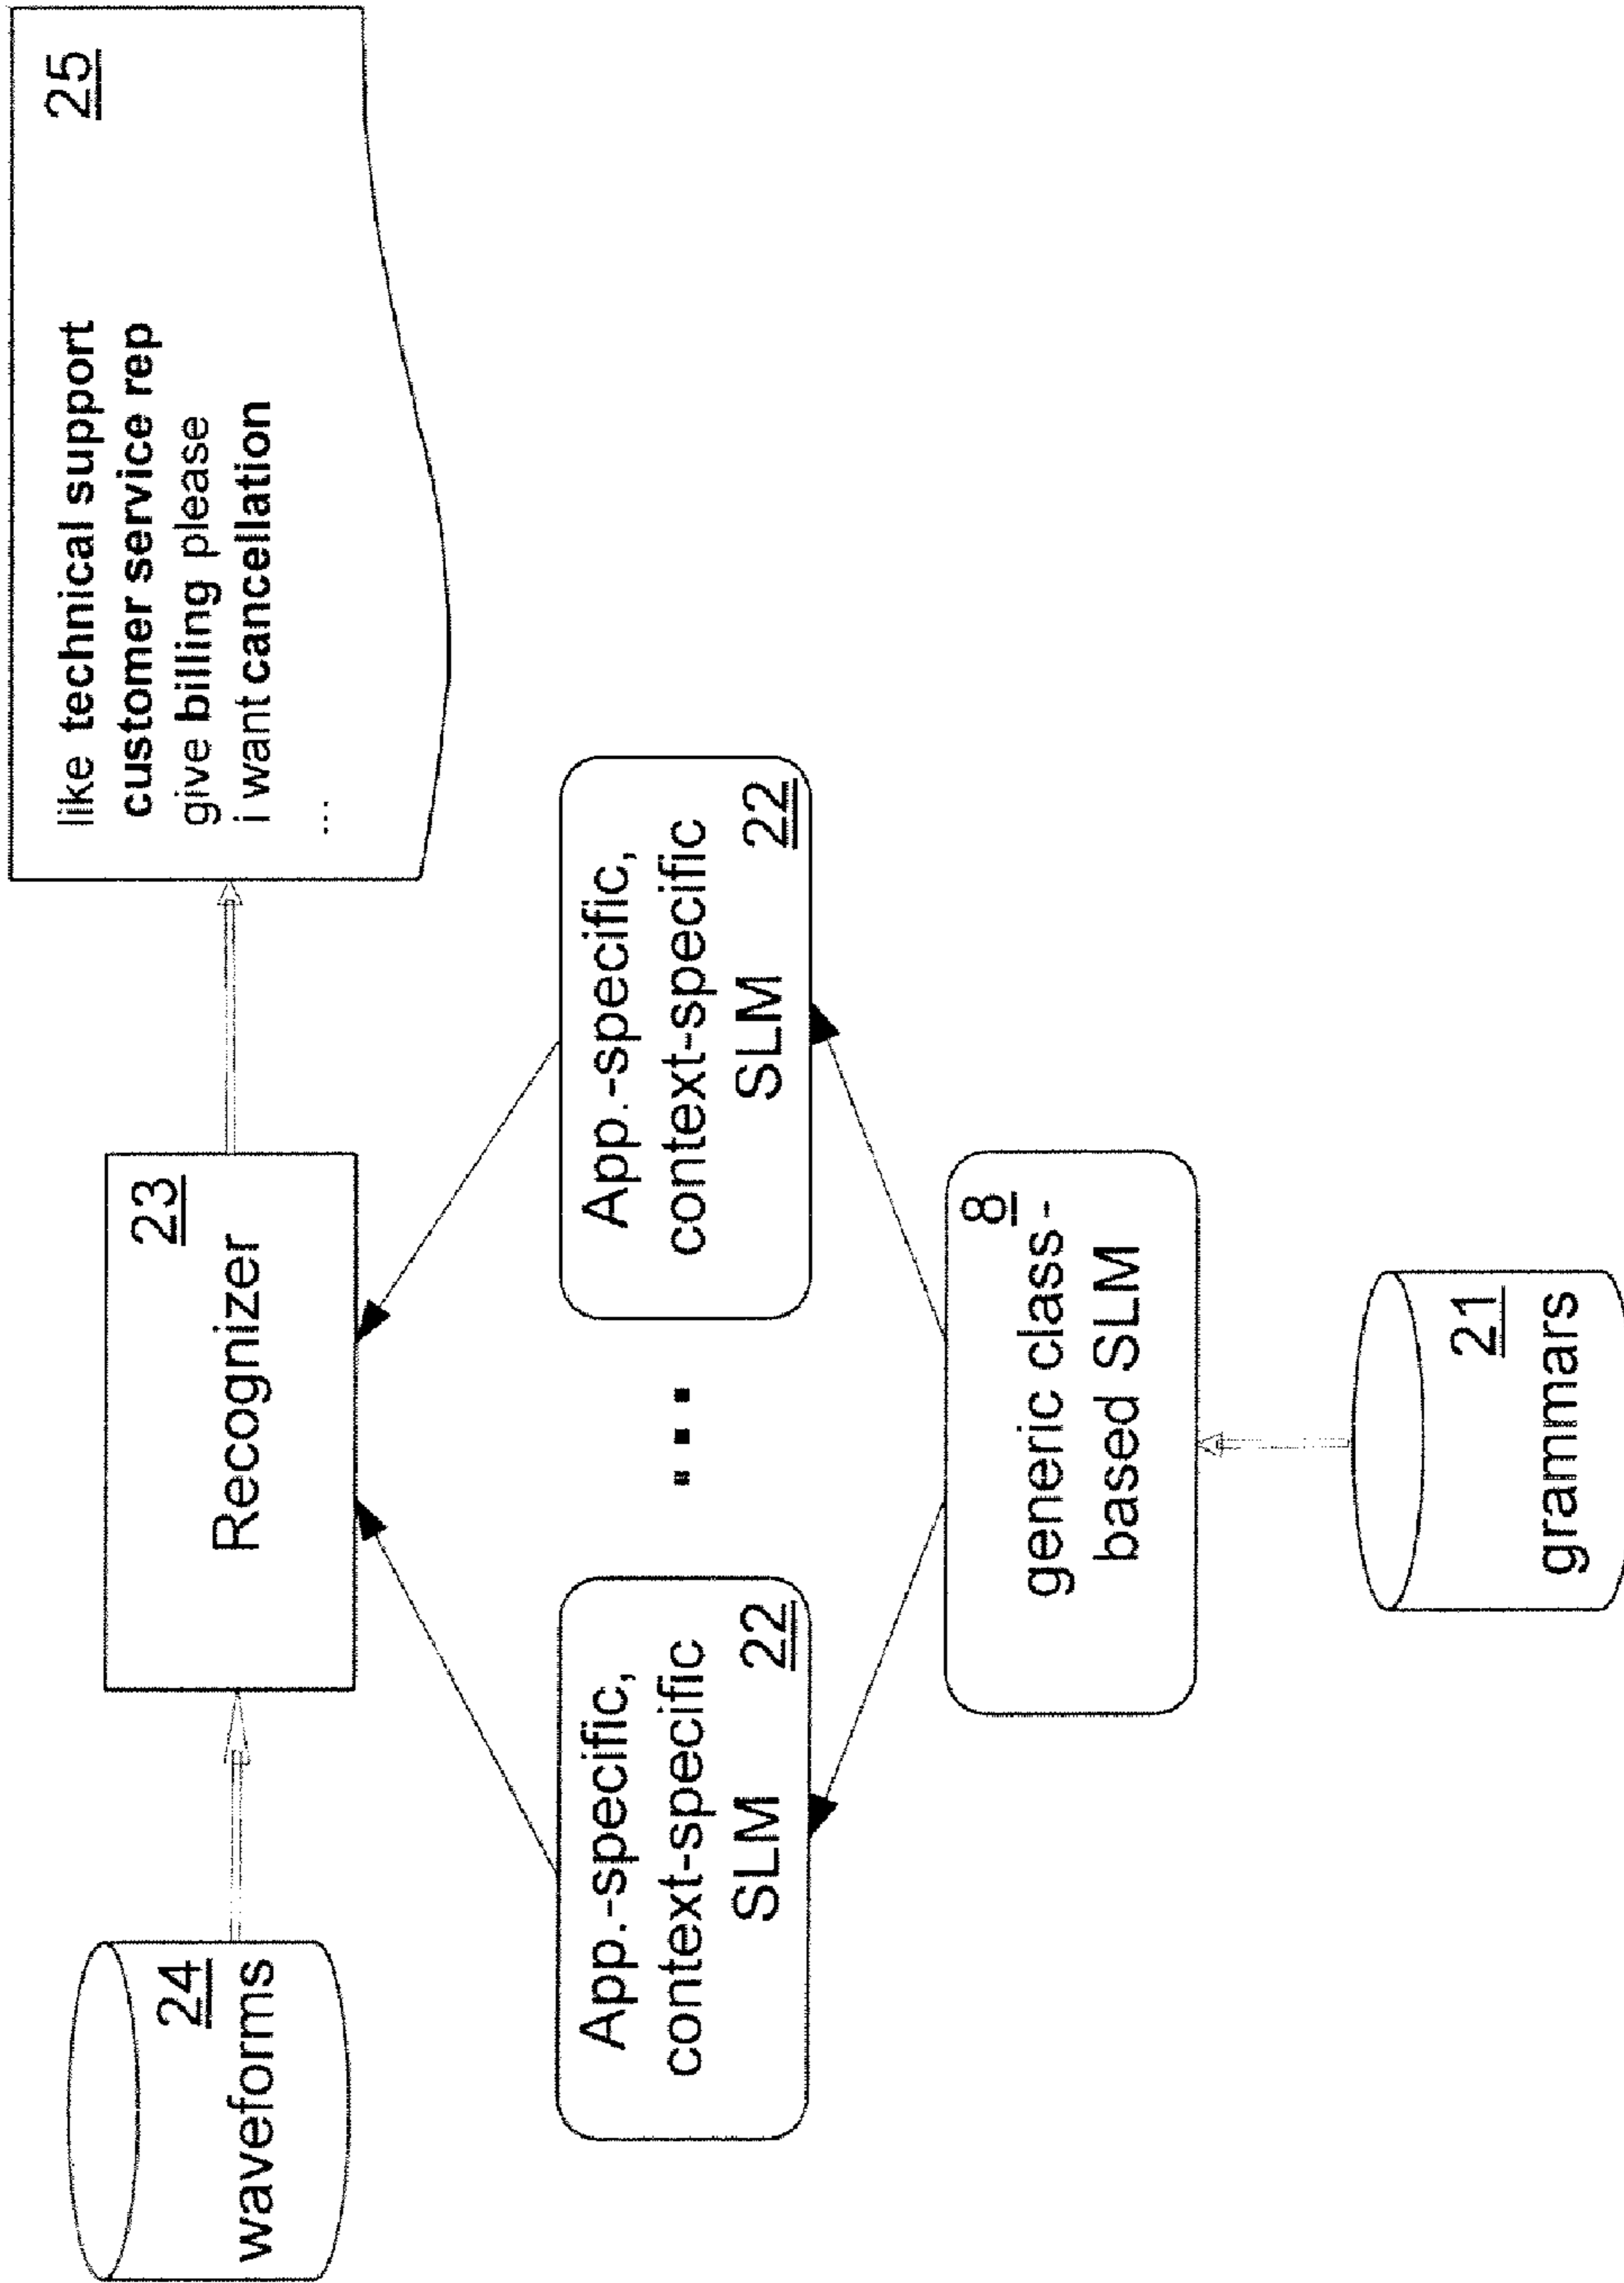 24
waveforms
23
Recognizer
25
like technical support
customer service rep
give billing please
i want cancellation
...
App.-specific,
context-specific
SLM 22
...
App.-specific,
context-specific
SLM 22
8
generic class-
based SLM
21
grammars